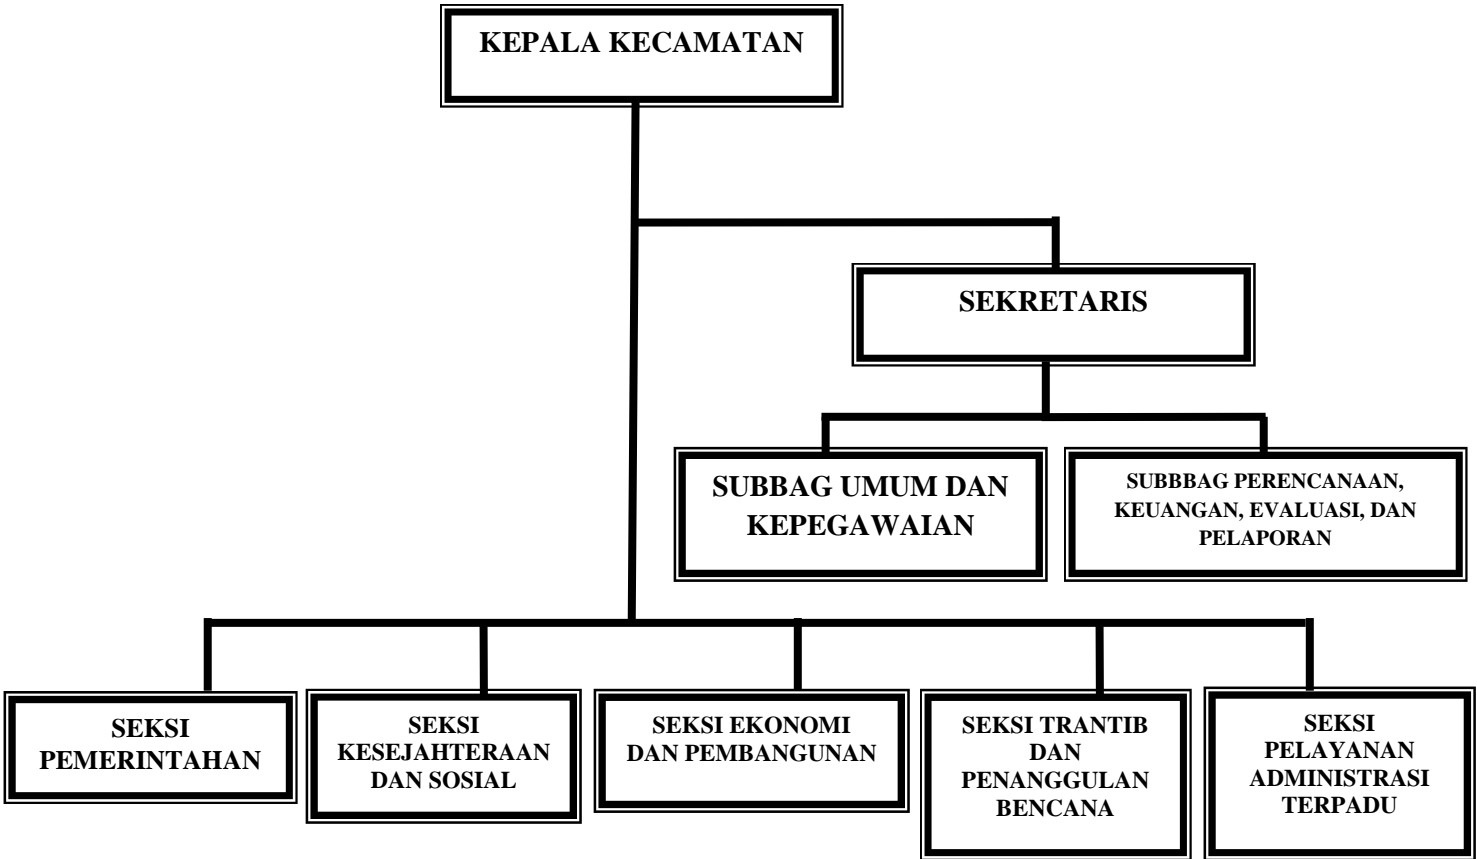 KEPALA KECAMATAN
SEKRETARIS
SUBBAG UMUM DAN
KEPEGAWAIAN
SUBBBAG PERENCANAAN,
KEUANGAN, EVALUASI, DAN
PELAPORAN
SEKSI
PEMERINTAHAN
SEKSI
KESEJAHTERAAN
DAN SOSIAL
SEKSI EKONOMI
DAN PEMBANGUNAN
SEKSI TRANTIB
DAN
PENANGGULAN
BENCANA
SEKSI
PELAYANAN
ADMINISTRASI
TERPADU